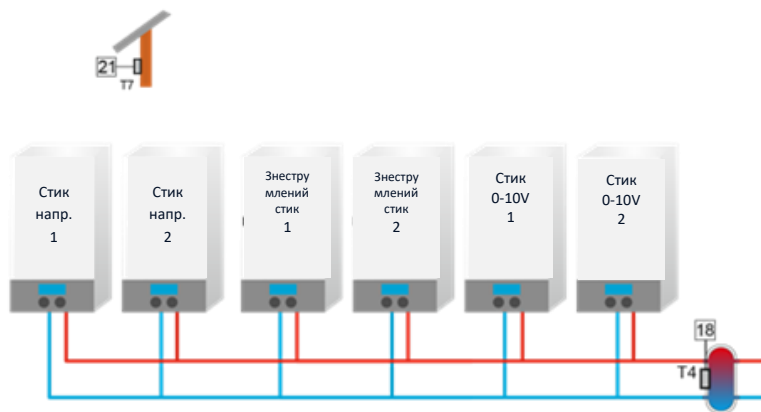 21
T7
Стик
напр.
1
Стик
напр.
2
Знестру
млений
стик
1
Знестру
млений
стик
2
Стик
0-10V
1
Стик
0-10V
2
18
T4